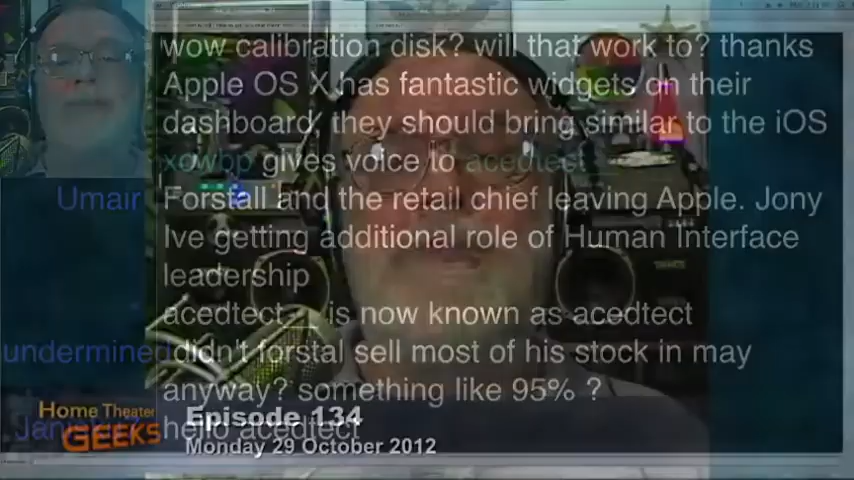 wow calibration disk? will that work to? thanks
Apple OS X has fantastic widgets on their
dashboard, they should bring similar to the iOS
xowbp gives voice to acedtest
Umair Forstall and the retail chief leaving Apple. Jony
Ive getting additional role of Human Interface
leadership
acedtect_ is now known as acedtect
undermined didn't forstal sell most of his stock in may
anyway? something like 95% ?
hello acedtect
Home Theater
GEEKS
Episode 134
Monday 29 October 2012